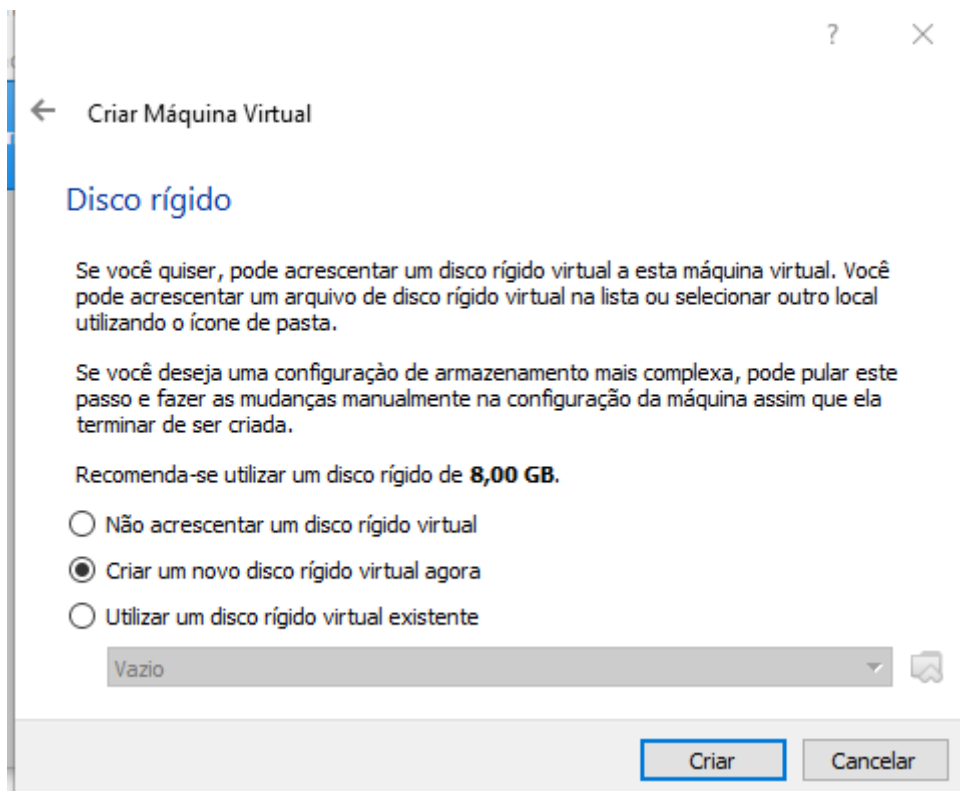 ?
Criar Máquina Virtual
Disco rígido
Se você quiser, pode acrescentar um disco rígido virtual a esta máquina virtual. Você
pode acrescentar um arquivo de disco rígido virtual na lista ou selecionar outro local
utilizando o ícone de pasta.
Se você deseja uma configuraçào de armazenamento mais complexa, pode pular este
passo e fazer as mudanças manualmente na configuração da máquina assim que ela
terminar de ser criada.
Recomenda-se utilizar um disco rígido de 8,00 GB.
Não acrescentar um disco rígido virtual
Criar um novo disco rígido virtual agora
Utilizar um disco rígido virtual existente
Vazio
Criar Cancelar